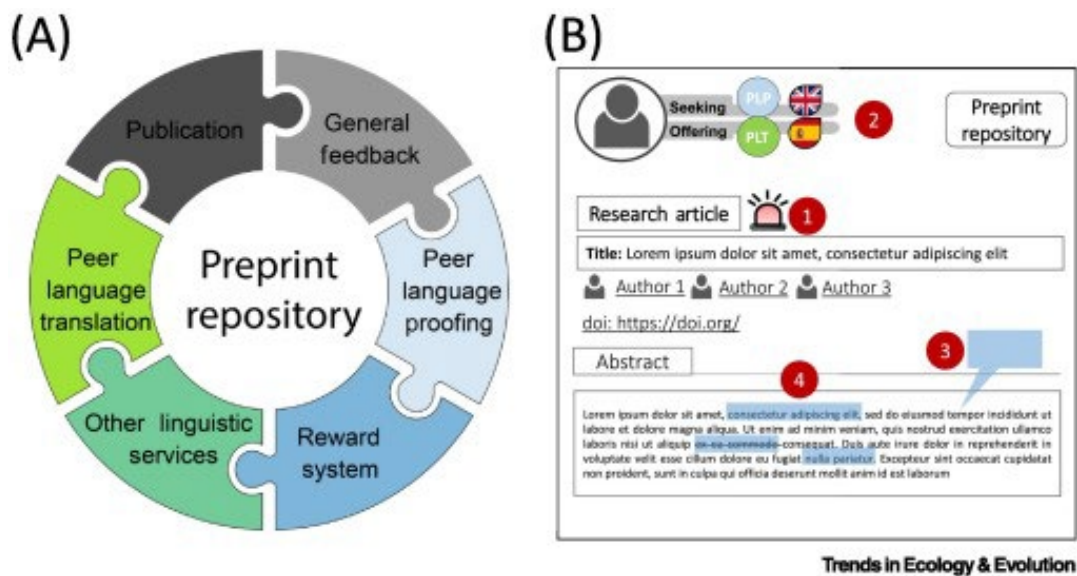 (A)
Publication
General
feedback
Peer
language
proofing
Reward
system
Other linguistic
services
Peer
language
translation
Preprint
repository
(B)
Seeking
PLP
Offering
PLT
2
Preprint
repository
Research article
1
Title: Lorem ipsum dolor sit amet, consectetur adipiscing elit
Author 1 Author 2 Author 3
doi: https://doi.org/
3
Abstract
4
Lorem ipsum dolor sit amet, consectetur adipiscing elit, sed do eiusmod tempor incididunt ut
labore et dolore magna aliqua. Ut enim ad minim veniam, quis nostrud exercitation ullamco
laboris nisi ut aliquip ex ea commodo consequat. Duis aute irure dolor in reprehenderit in
voluptate velit esse cillum dolore eu fugiat nulla pariatur. Excepteur sint occaecat cupidatat
non proident, sunt in culpa qui officia deserunt mollit anim id est laborum
Trends in Ecology & Evolution